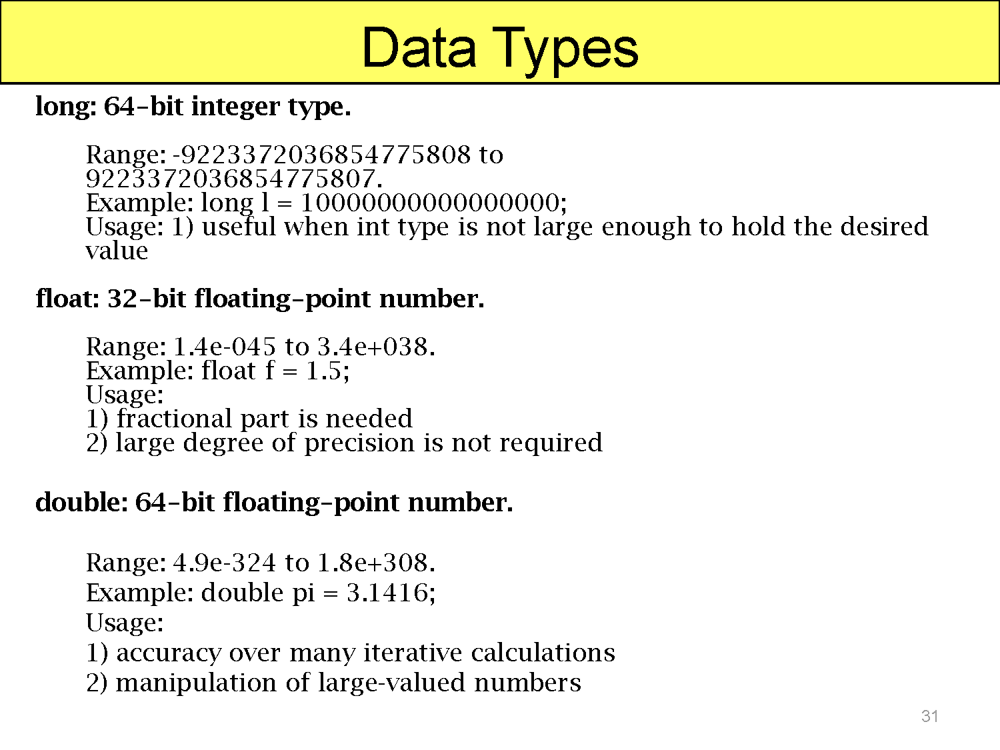 Data Types
long: 64-bit integer type.
Range: -9223372036854775808 to
9223372036854775807.
Example: long l = 10000000000000000;
Usage: 1) useful when int type is not large enough to hold the desired
value
float: 32-bit floating-point number.
Range: 1.4e-045 to 3.4e+038.
Example: float f = 1.5;
Usage:
1) fractional part is needed
2) large degree of precision is not required
double: 64-bit floating-point number.
Range: 4.9e-324 to 1.8e+308.
Example: double pi = 3.1416;
Usage:
1) accuracy over many iterative calculations
2) manipulation of large-valued numbers
31